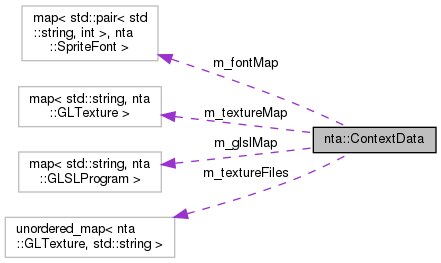 map< std::pair< std
::string, int >, nta
::SpriteFont >
m_fontMap
map< std::string, nta
::GLTexture >
m_textureMap
nta::ContextData
m_glslMap
map< std::string, nta
::GLSLProgram >
m_textureFiles
unordered_map< nta
::GLTexture, std::string >